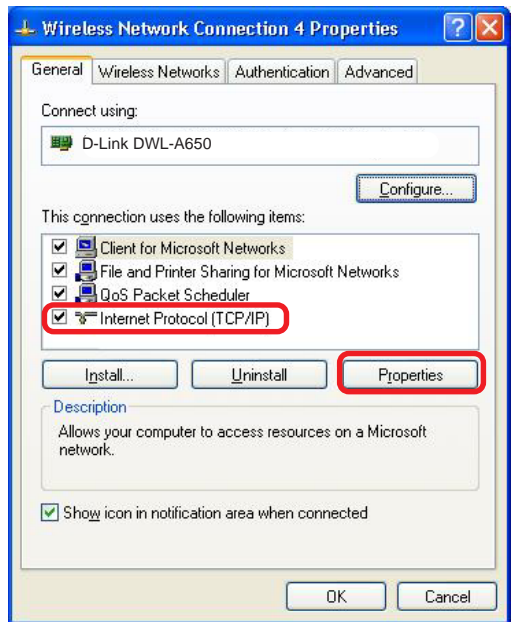 Wireless Network Connection 4 Properties
General Wireless Networks Authentication Advanced
Connect using:
D-Link DWL-A650
Configure...
This connection uses the following items:
Client for Microsoft Networks
File and Printer Sharing for Microsoft Networks
QoS Packet Scheduler
Internet Protocol (TCP/IP)
Install... Uninstall Properties
Description
Allows your computer to access resources on a Microsoft
network.
Show icon in notification area when connected
OK Cancel